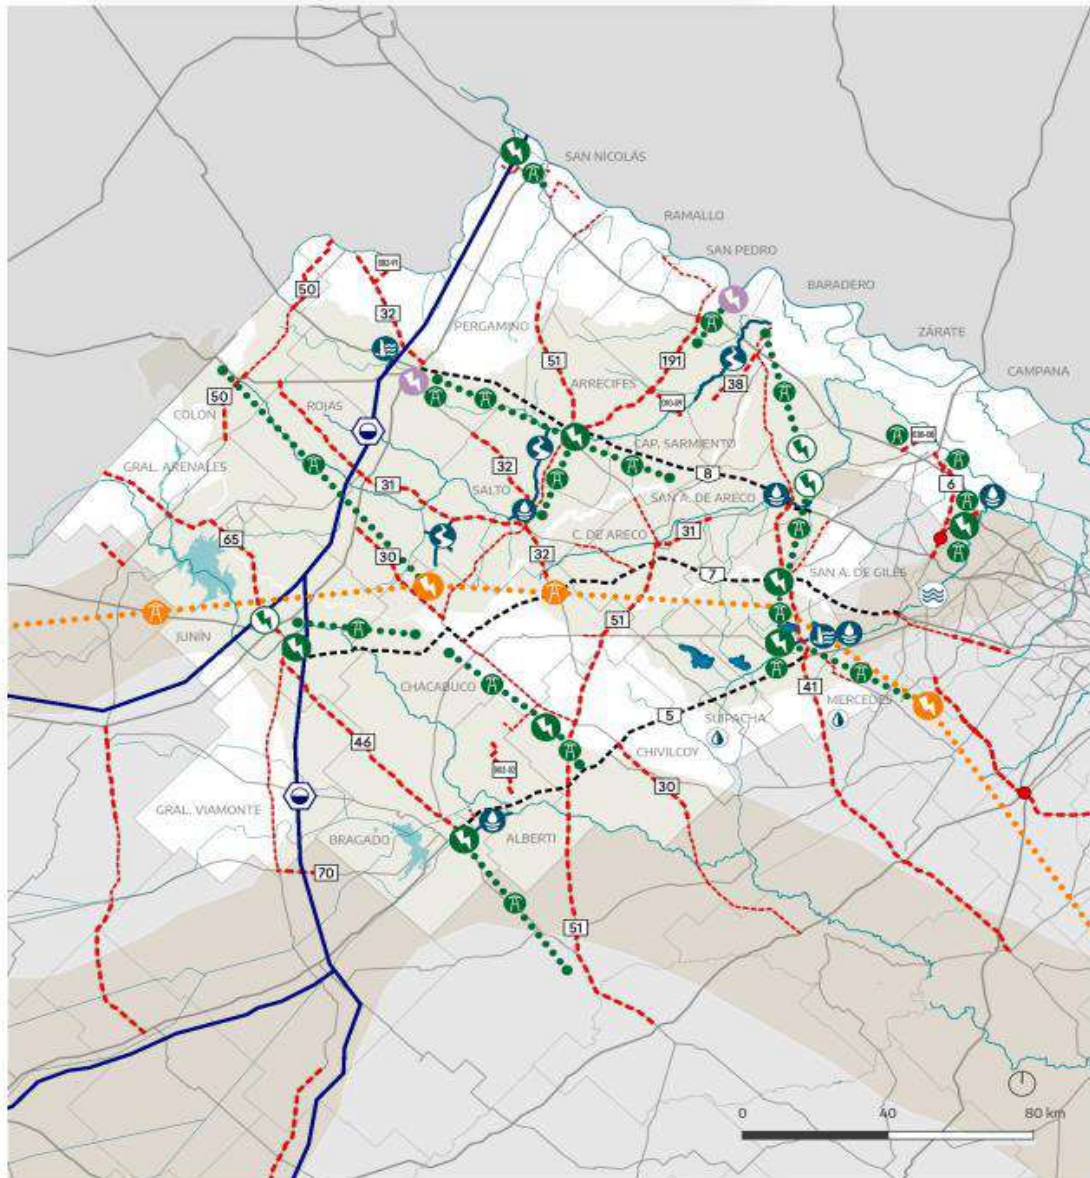 SAN NICOLÁS
RAMALLO
SAN PEDRO
BARADERO
50
32
PERGAMINO
ZÁRATE
CAMPANA
51
191
38
ARRECIFES
50
COLÓN
ROJAS
CAP. SARMIENTO
GRAL. ARENALES
32
8
6
31
SALTO
SAN A. DE ARECO
65
30
32
C. DE ARECO
31
7
SAN A. DE GILES
JUNÍN
51
CHACABUCO
41
MERCEDES
5
SUIPACHA
46
CHIVILCOY
30
GRAL. VIAMONTE
BRAGADO
ALBERTI
70
51
0 40 80 km